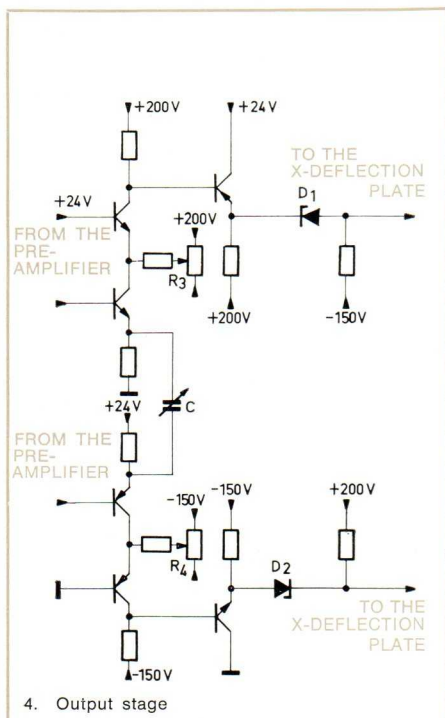 +200V
+24V
TO THE
X-DEFLECTION
PLATE
D1
+24V
+200V
FROM THE
PRE-
AMPLIFIER
R3
+200V
-150V
+24V
C
FROM THE
PRE-
AMPLIFIER
-150V
-150V
+200V
R4
D2
TO THE
X-DEFLECTION
PLATE
-150V
4. Output stage